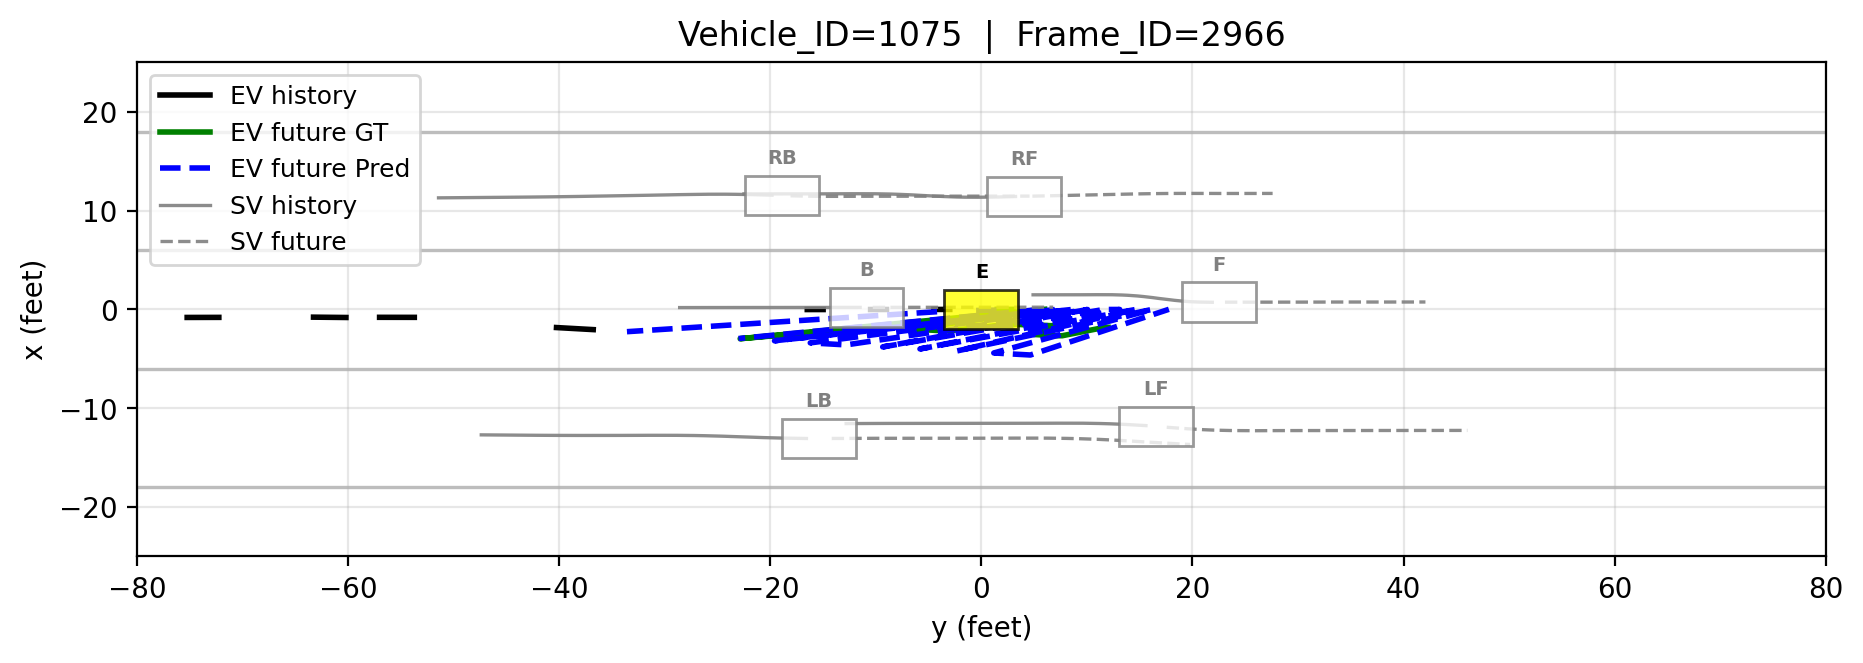 Vehicle_ID=1075 | Frame_ID=2966
EV history
EV future GT
EV future Pred
SV history
SV future
RB
RF
B
E
F
LB
LF
20
10
0
−10
−20
x (feet)
−80
−60
−40
−20
0
20
40
60
80
y (feet)